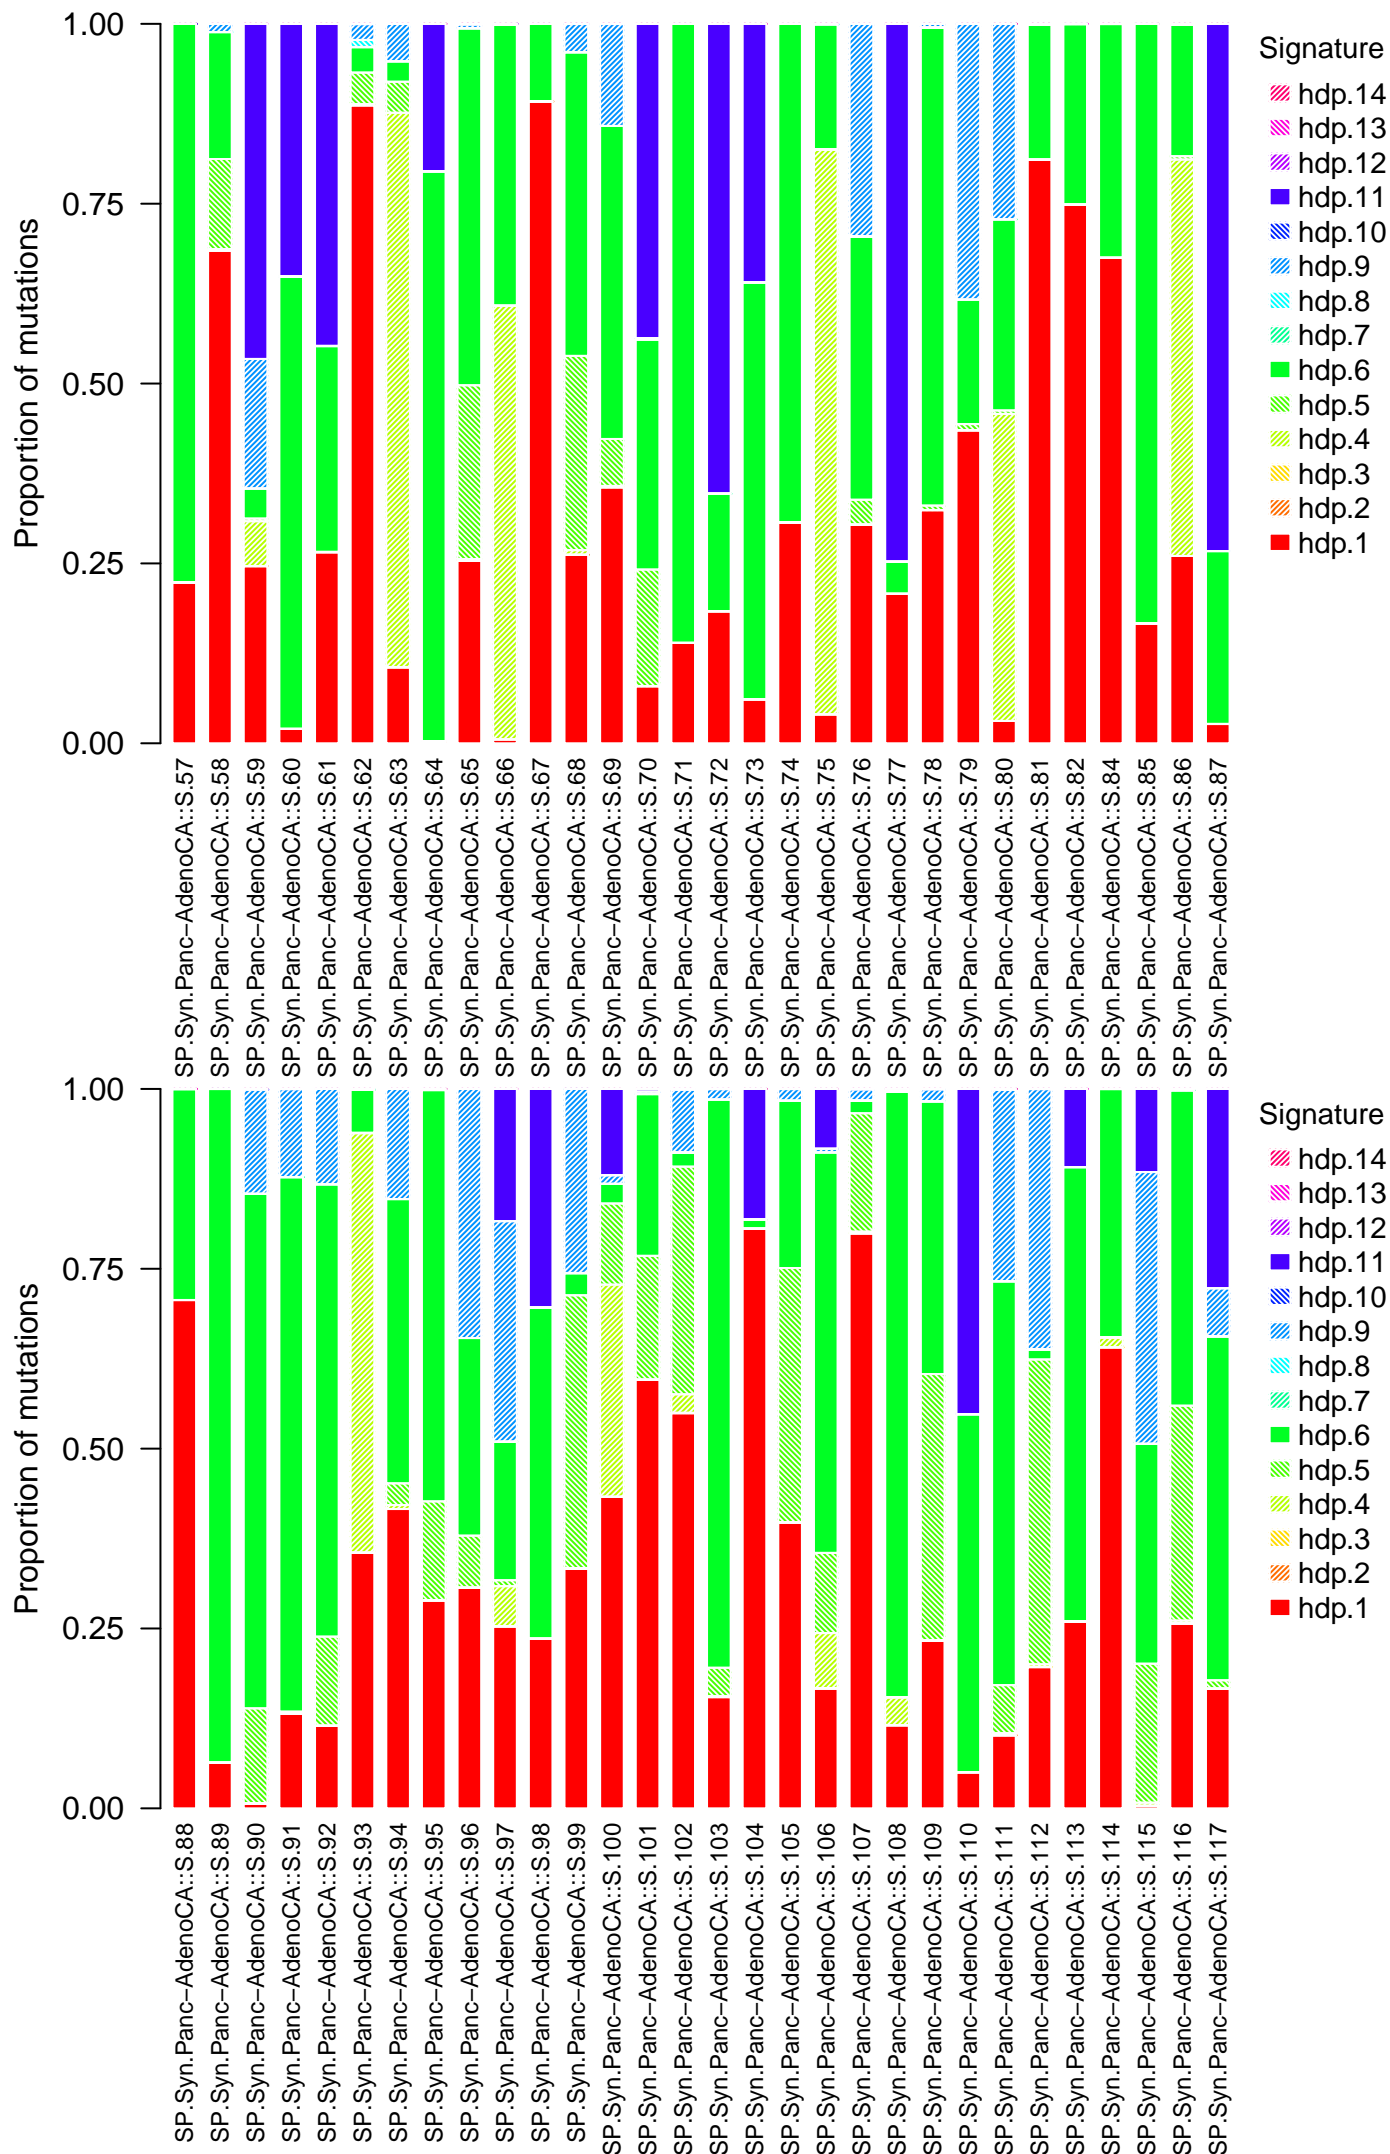 Proportion of mutations
1.00
0.75
0.50
0.25
0.00
SP.Syn.Panc−AdenoCA::S.57
SP.Syn.Panc−AdenoCA::S.58
SP.Syn.Panc−AdenoCA::S.59
SP.Syn.Panc−AdenoCA::S.60
SP.Syn.Panc−AdenoCA::S.61
SP.Syn.Panc−AdenoCA::S.62
SP.Syn.Panc−AdenoCA::S.63
SP.Syn.Panc−AdenoCA::S.64
SP.Syn.Panc−AdenoCA::S.65
SP.Syn.Panc−AdenoCA::S.66
SP.Syn.Panc−AdenoCA::S.67
SP.Syn.Panc−AdenoCA::S.68
SP.Syn.Panc−AdenoCA::S.69
SP.Syn.Panc−AdenoCA::S.70
SP.Syn.Panc−AdenoCA::S.71
SP.Syn.Panc−AdenoCA::S.72
SP.Syn.Panc−AdenoCA::S.73
SP.Syn.Panc−AdenoCA::S.74
SP.Syn.Panc−AdenoCA::S.75
SP.Syn.Panc−AdenoCA::S.76
SP.Syn.Panc−AdenoCA::S.77
SP.Syn.Panc−AdenoCA::S.78
SP.Syn.Panc−AdenoCA::S.79
SP.Syn.Panc−AdenoCA::S.80
SP.Syn.Panc−AdenoCA::S.81
SP.Syn.Panc−AdenoCA::S.82
SP.Syn.Panc−AdenoCA::S.84
SP.Syn.Panc−AdenoCA::S.85
SP.Syn.Panc−AdenoCA::S.86
SP.Syn.Panc−AdenoCA::S.87
Signature
hdp.14
hdp.13
hdp.12
hdp.11
hdp.10
hdp.9
hdp.8
hdp.7
hdp.6
hdp.5
hdp.4
hdp.3
hdp.2
hdp.1
Proportion of mutations
1.00
0.75
0.50
0.25
0.00
SP.Syn.Panc−AdenoCA::S.88
SP.Syn.Panc−AdenoCA::S.89
SP.Syn.Panc−AdenoCA::S.90
SP.Syn.Panc−AdenoCA::S.91
SP.Syn.Panc−AdenoCA::S.92
SP.Syn.Panc−AdenoCA::S.93
SP.Syn.Panc−AdenoCA::S.94
SP.Syn.Panc−AdenoCA::S.95
SP.Syn.Panc−AdenoCA::S.96
SP.Syn.Panc−AdenoCA::S.97
SP.Syn.Panc−AdenoCA::S.98
SP.Syn.Panc−AdenoCA::S.99
SP.Syn.Panc−AdenoCA::S.100
SP.Syn.Panc−AdenoCA::S.101
SP.Syn.Panc−AdenoCA::S.102
SP.Syn.Panc−AdenoCA::S.103
SP.Syn.Panc−AdenoCA::S.104
SP.Syn.Panc−AdenoCA::S.105
SP.Syn.Panc−AdenoCA::S.106
SP.Syn.Panc−AdenoCA::S.107
SP.Syn.Panc−AdenoCA::S.108
SP.Syn.Panc−AdenoCA::S.109
SP.Syn.Panc−AdenoCA::S.110
SP.Syn.Panc−AdenoCA::S.111
SP.Syn.Panc−AdenoCA::S.112
SP.Syn.Panc−AdenoCA::S.113
SP.Syn.Panc−AdenoCA::S.114
SP.Syn.Panc−AdenoCA::S.115
SP.Syn.Panc−AdenoCA::S.116
SP.Syn.Panc−AdenoCA::S.117
Signature
hdp.14
hdp.13
hdp.12
hdp.11
hdp.10
hdp.9
hdp.8
hdp.7
hdp.6
hdp.5
hdp.4
hdp.3
hdp.2
hdp.1